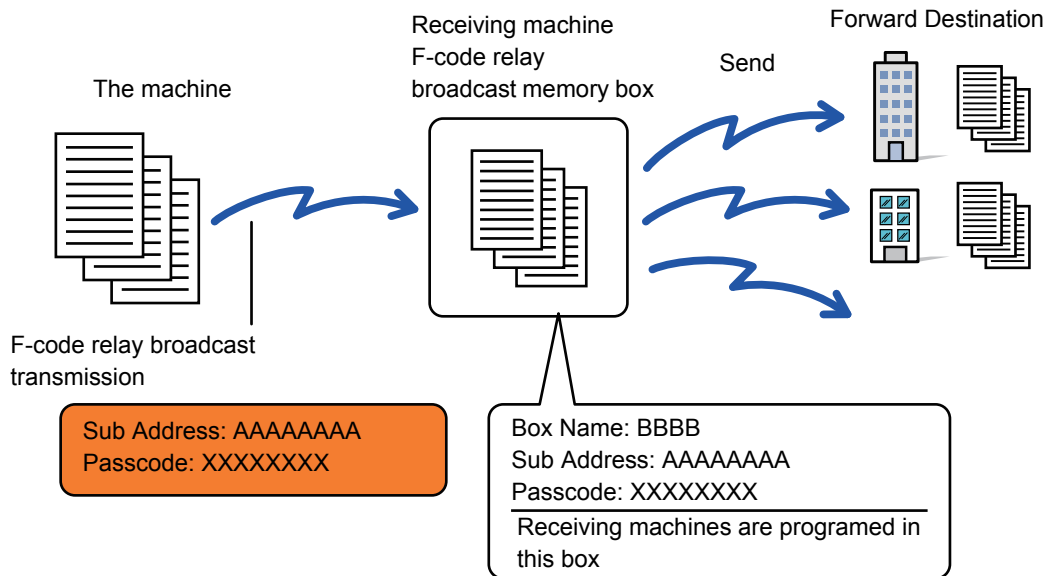 The machine
Receiving machine
F-code relay
broadcast memory box
Send
Forward Destination
F-code relay broadcast
transmission
Sub Address: AAAAAAAA
Passcode: XXXXXXXX
Box Name: BBBB
Sub Address: AAAAAAAA
Passcode: XXXXXXXX
Receiving machines are programed in
this box